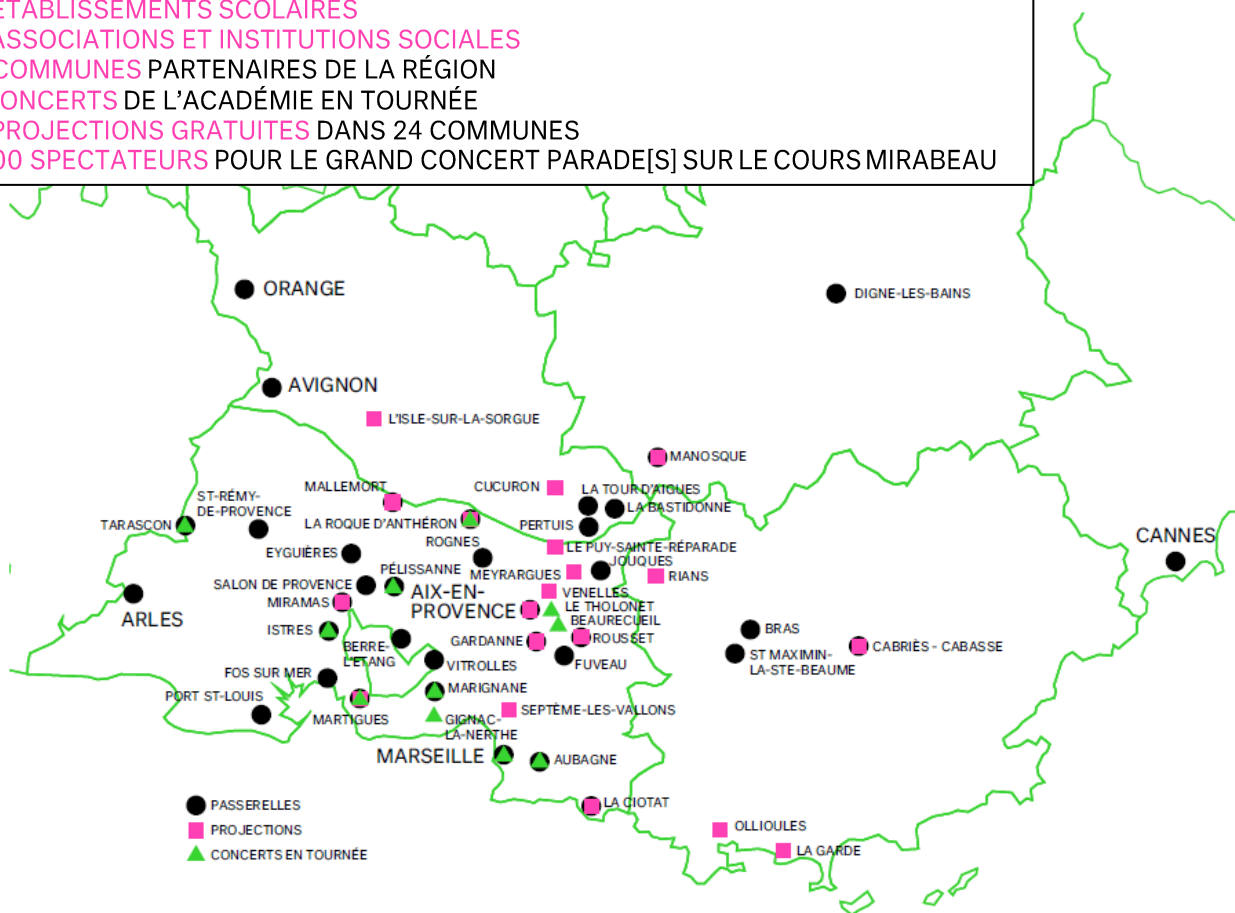 ÉTABLISSEMENTS SCOLAIRES
ASSOCIATIONS ET INSTITUTIONS SOCIALES
COMMUNES PARTENAIRES DE LA RÉGION
CONCERTS DE L'ACADÉMIE EN TOURNÉE
PROJECTIONS GRATUITES DANS 24 COMMUNES
00 SPECTATEURS POUR LE GRAND CONCERT PARADE[S] SUR LE COURS MIRABEAU
ORANGE
DIGNE-LES-BAINS
AVIGNON
L'ISLE-SUR-LA-SORGUE
MANOSQUE
MALLEMORT
CUCURON
LA TOUR D'AIGUES
ST-RÉMY-
DE-PROVENCE
LA BASTIDONNE
TARASCON
LA ROQUE D'ANTHÉRON
PERTUIS
CANNES
ROGNES
LE PUY-SAINTE-RÉPARADE
EYGUIÈRES
JOUQUES
PÉLISSANNE
MEYRARGUES
RIANS
SALON DE PROVENCE
AIX-EN-
PROVENCE
VENELLES
MIRAMAS
LE THOLONET
ARLES
BEAURECUEIL
ISTRES
BRAS
GARDANNE
ROUSSET
BERRE-
L'ETANG
CABRIÈS - CABASSE
ST MAXIMIN-
LA-STE-BEAUME
VITROLLES
FUVEAU
FOS SUR MER
MARIGNANE
PORT ST-LOUIS
SEPTÈME-LES-VALLONS
MARTIGUES
GIGNAC-
LA-NERTHE
MARSEILLE
AUBAGNE
LA CIOTAT
PASSERELLES
PROJECTIONS
CONCERTS EN TOURNÉE
OLLIOULES
LA GARDE